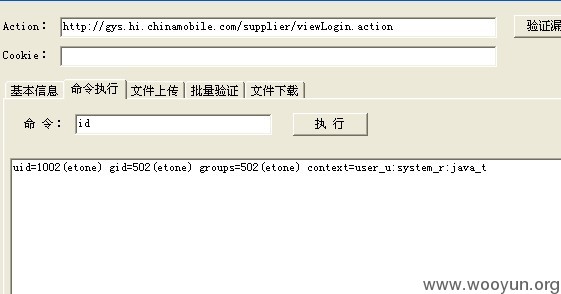 Action: http://gys.hi.chinamobile.com/supplier/viewLogin.action 验证漏
Cookie:
基本信息 命令执行 文件上传 批量验证 文件下载
命 令: id 执 行
uid=1002(etone) gid=502(etone) groups=502(etone) context=user_u:system_r:java_t
www.wooyun.org